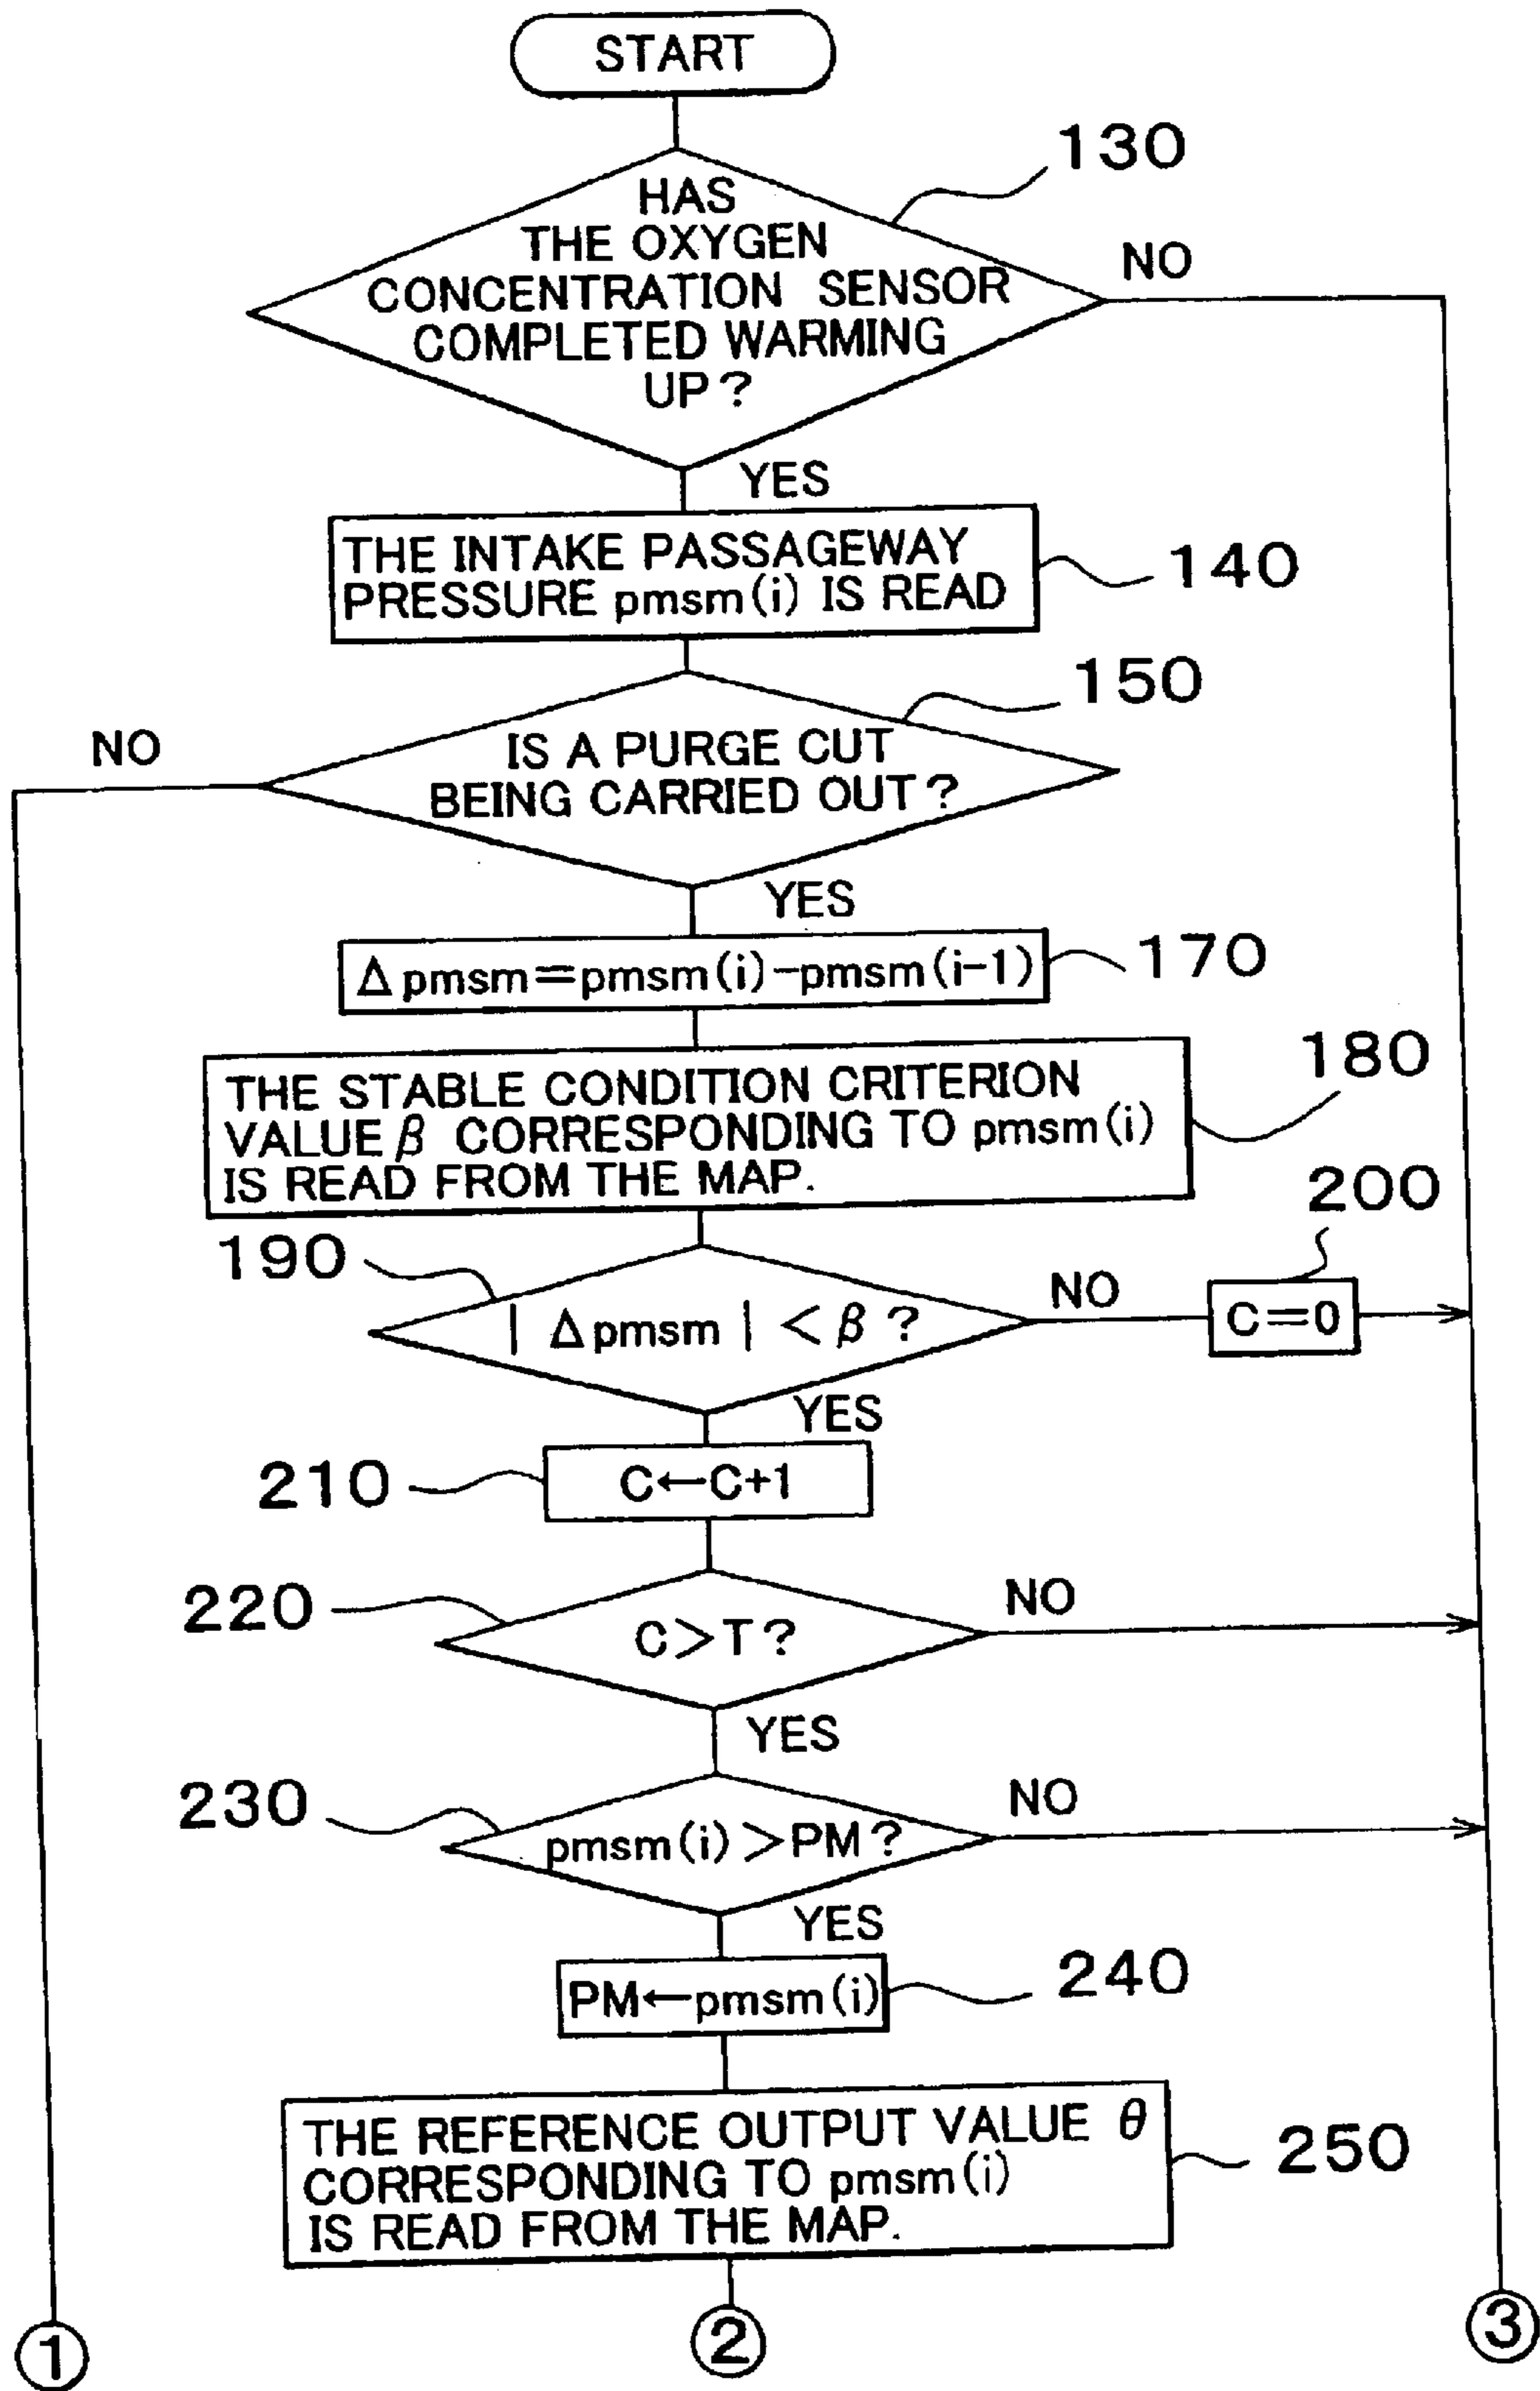 START
130
HAS
THE OXYGEN
CONCENTRATION SENSOR
COMPLETED WARMING
UP?
NO
YES
THE INTAKE PASSAGEWAY
PRESSURE pmsm(i) IS READ
140
150
NO
IS A PURGE CUT
BEING CARRIED OUT?
YES
Δpmsm=pmsm(i)-pmsm(i-1)
170
180
THE STABLE CONDITION CRITERION
VALUE β CORRESPONDING TO pmsm(i)
IS READ FROM THE MAP.
200
190
| Δpmsm | < β ?
NO
C=0
YES
210
C←C+1
220
C>T?
NO
YES
230
pmsm(i)>PM?
NO
YES
PM←pmsm(i)
240
THE REFERENCE OUTPUT VALUE θ
CORRESPONDING TO pmsm(i)
IS READ FROM THE MAP.
250
①
②
③